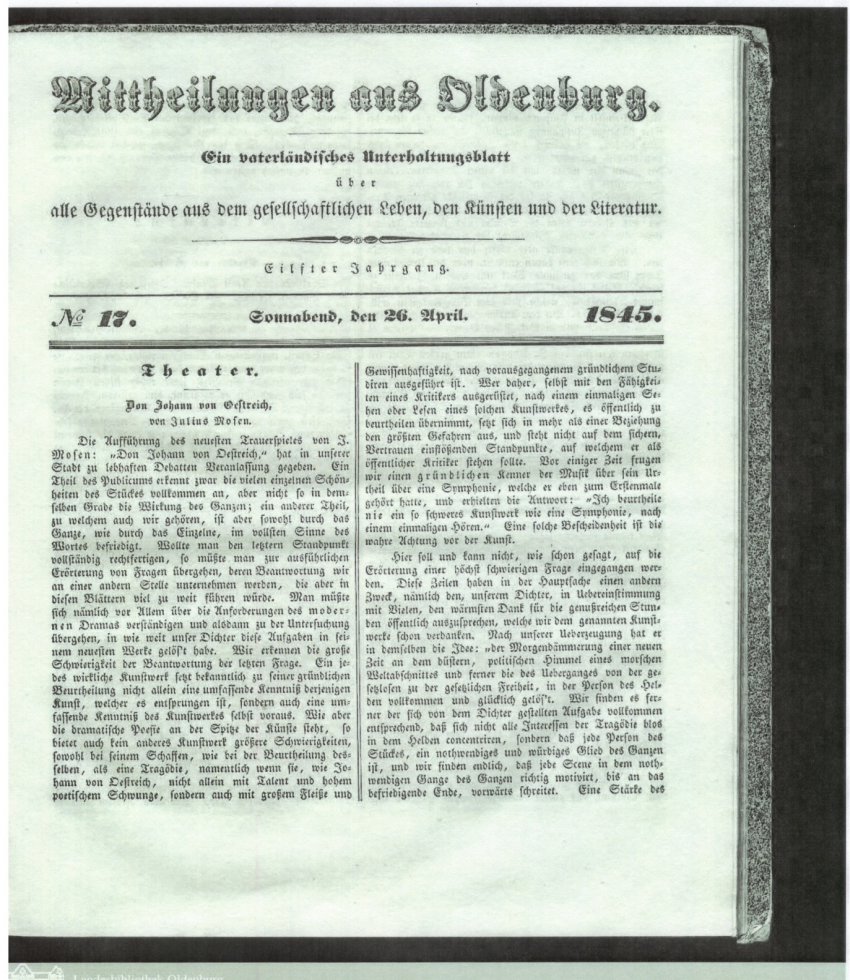 Mittheilungen aus Oldenburg.
Ein vaterländisches Unterhaltungsblatt
über
alle Gegenstände aus dem gesellschaftlichen Leben, den Künsten und der Literatur.
Eilfter Jahrgang.
№ 17. Sonnabend, den 26. April. 1845.
Theater.
Don Johann von Oestreich,
von Julius Mosen.
Die Aufführung des neuesten Trauerspieles von J.
Mosen: „Don Johann von Oestreich,“ hat in unserer
Stadt zu lebhaften Debatten Veranlassung gegeben. Ein
Theil des Publicums erkennt zwar die vielen einzelnen Schön-
heiten des Stückes vollkommen an, aber nicht so in dem-
selben Grade die Wirkung des Ganzen; ein anderer Theil,
zu welchem auch wir gehören, ist aber sowohl durch das
Ganze, wie durch das Einzelne, im vollsten Sinne des
Wortes befriedigt. Wollte man den letztern Standpunkt
vollständig rechtfertigen, so müßte man zur ausführlichen
Erörterung von Fragen übergehen, deren Beantwortung wir
an einer andern Stelle unternehmen werden, die aber in
diesen Blättern viel zu weit führen würde. Man müßte
sich nämlich vor Allem über die Anforderungen des moder-
nen Dramas verständigen und alsdann zu der Untersuchung
übergehen, in wie weit unser Dichter diese Aufgaben in sei-
nem neuesten Werke gelös't habe. Wir erkennen die große
Schwierigkeit der Beantwortung der letzten Frage. Ein je-
des wirkliche Kunstwerk setzt bekanntlich zu seiner gründlichen
Beurtheilung nicht allein eine umfassende Kenntniß derjenigen
Kunst, welcher es entsprungen ist, sondern auch eine um-
fassende Kenntniß des Kunstwerkes selbst voraus. Wie aber
die dramatische Poesie an der Spitze der Künste steht, so
bietet auch kein anderes Kunstwerk größere Schwierigkeiten,
sowohl bei seinem Schaffen, wie bei der Beurtheilung des-
selben, als eine Tragödie, namentlich wenn sie, wie Jo-
hann von Oestreich, nicht allein mit Talent und hohem
poetischem Schwunge, sondern auch mit großem Fleiße und
Gewissenhaftigkeit, nach vorausgegangenem gründlichem Stu-
diren ausgeführt ist. Wer daher, selbst mit den Fähigkei-
ten eines Kritikers ausgerüstet, nach einem einmaligen Se-
hen oder Lesen eines solchen Kunstwerkes, es öffentlich zu
beurtheilen übernimmt, setzt sich in mehr als einer Beziehung
den größten Gefahren aus, und steht nicht auf dem sichern,
Vertrauen einflößenden Standpunkte, auf welchem er als
öffentlicher Kritiker stehen sollte. Vor einiger Zeit frugen
wir einen gründlichen Kenner der Musik über sein Ur-
theil über eine Symphonie, welche er eben zum Erstenmale
gehört hatte, und erhielten die Antwort: „Ich beurtheile
nie ein so schweres Kunstwerk wie eine Symphonie, nach
einem einmaligen Hören.“ Eine solche Bescheidenheit ist die
wahre Achtung vor der Kunst.
Hier soll und kann nicht, wie schon gesagt, auf die
Erörterung einer höchst schwierigen Frage eingegangen wer-
den. Diese Zeilen haben in der Hauptsache einen andern
Zweck, nämlich den, unserem Dichter, in Uebereinstimmung
mit Vielen, den wärmsten Dank für die genußreichen Stun-
den öffentlich auszusprechen, welche wir dem genannten Kunst-
werke schon verdanken. Nach unserer Ueberzeugung hat er
in demselben die Idee: „der Morgendämmerung einer neuen
Zeit an dem düstern, politischen Himmel eines morschen
Weltabschnittes und ferner die des Ueberganges von der ge-
setzlosen zu der gesetzlichen Freiheit, in der Person des Hel-
den vollkommen und glücklich gelös't. Wir finden es fer-
ner der sich von dem Dichter gestellten Aufgabe vollkommen
entsprechend, daß sich nicht alle Interessen der Tragödie blos
in dem Helden concentriren, sondern daß jede Person des
Stückes, ein nothwendiges und würdiges Glied des Ganzen
ist, und wir finden endlich, daß jede Scene in dem noth-
wendigen Gange des Ganzen richtig motivirt, bis an das
befriedigende Ende, vorwärts schreitet. Eine Stärke des
Landesbibliothek Oldenburg